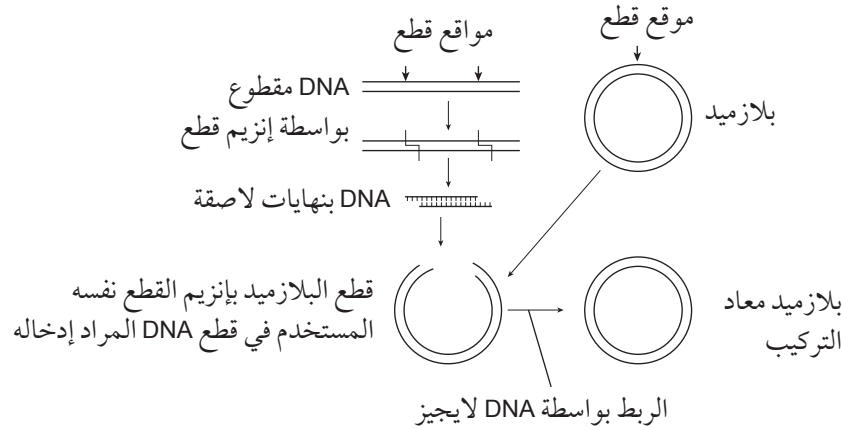 موقع قطع
مواقع قطع
DNA مقطوع
بواسطة إنزيم قطع
بلازميد
DNA بنهايات لاصقة
قطع البلازميد بإنزيم القطع نفسه
المستخدم في قطع DNA المراد إدخاله
بلازميد معاد
التركيب
الربط بواسطة DNA لايجيز